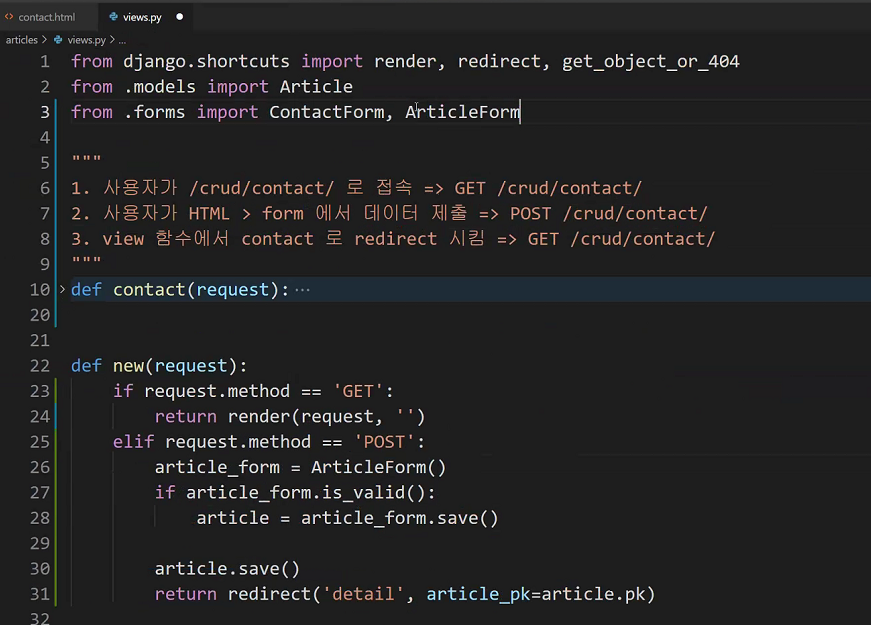 contact.html views.py
articles > views.py > ...
1 from django.shortcuts import render, redirect, get_object_or_404
2 from .models import Article
3 from .forms import ContactForm, ArticleForm
4
5 """
6 1. 사용자가 /crud/contact/ 로 접속 => GET /crud/contact/
7 2. 사용자가 HTML > form 에서 데이터 제출 => POST /crud/contact/
8 3. view 함수에서 contact 로 redirect 시킴 => GET /crud/contact/
9 """
10 def contact(request): ...
20
21
22 def new(request):
23 if request.method == 'GET':
24 return render(request, '')
25 elif request.method == 'POST':
26 article_form = ArticleForm()
27 if article_form.is_valid():
28 article = article_form.save()
29
30 article.save()
31 return redirect('detail', article_pk=article.pk)
32